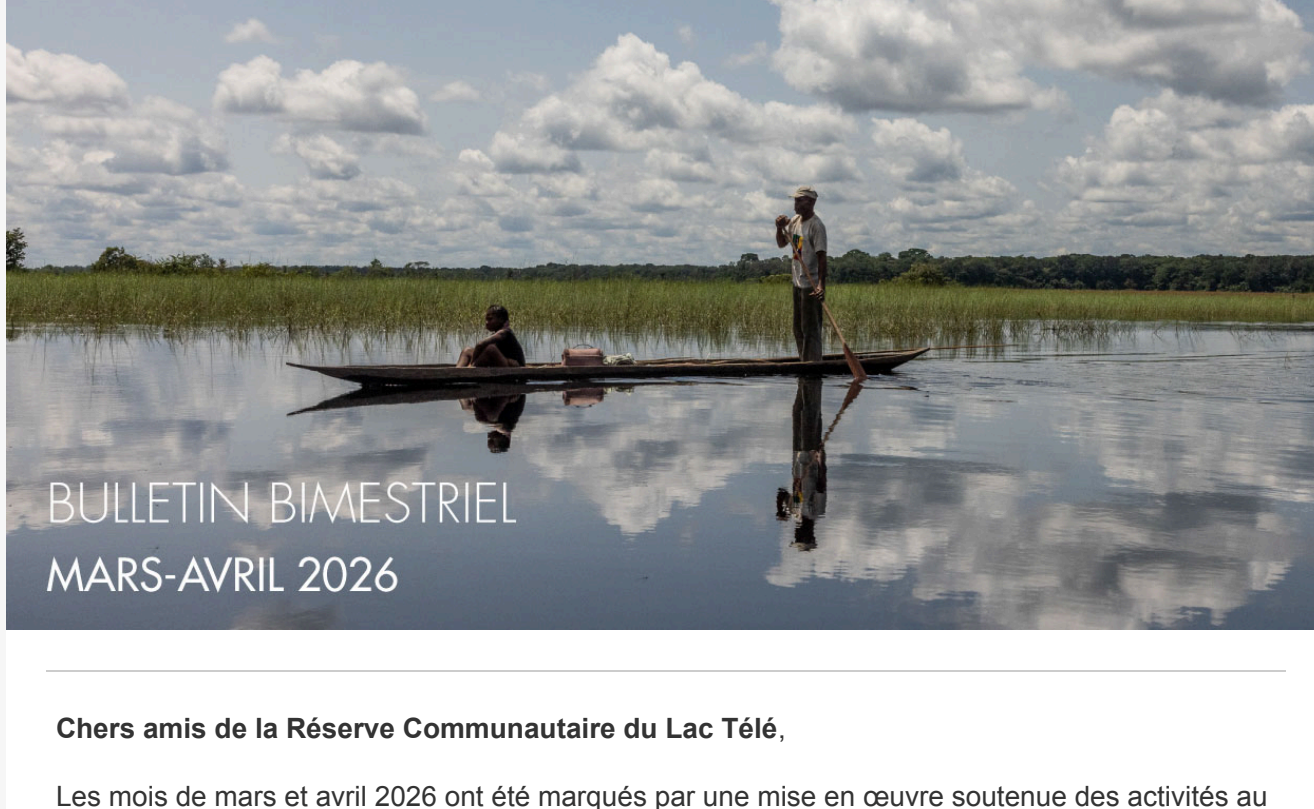 BULLETIN BIMESTRIEL
MARS-AVRIL 2026
Chers amis de la Réserve Communautaire du Lac Télé,
Les mois de mars et avril 2026 ont été marqués par une mise en œuvre soutenue des activités au